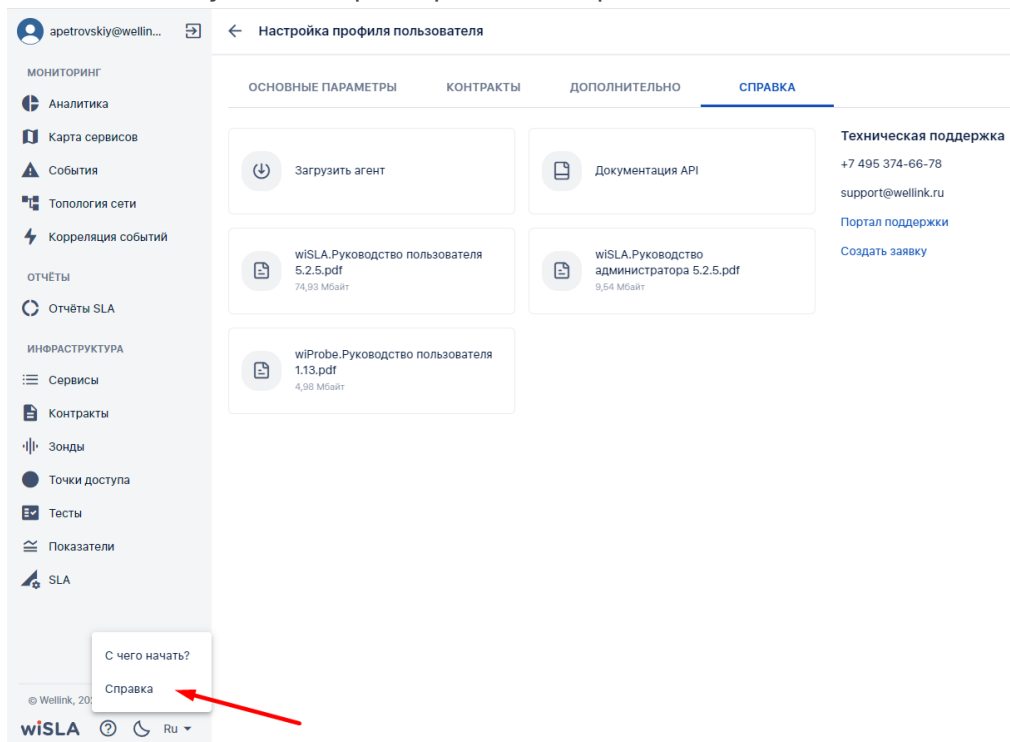 apetrovskiy@wellin...
Настройка профиля пользователя
МОНИТОРИНГ
Аналитика
Карта сервисов
События
Топология сети
Корреляция событий
ОТЧЁТЫ
Отчёты SLA
ИНФРАСТРУКТУРА
Сервисы
Контракты
Зонды
Точки доступа
Тесты
Показатели
SLA
С чего начать?
Справка
© Wellink, 20
wiSLA
Ru
ОСНОВНЫЕ ПАРАМЕТРЫ
КОНТРАКТЫ
ДОПОЛНИТЕЛЬНО
СПРАВКА
Загрузить агент
Документация API
wiSLA.Руководство пользователя
5.2.5.pdf
74,93 Мбайт
wiSLA.Руководство
администратора 5.2.5.pdf
9,54 Мбайт
wiProbe.Руководство пользователя
1.13.pdf
4,98 Мбайт
Техническая поддержка
+7 495 374-66-78
support@wellink.ru
Портал поддержки
Создать заявку